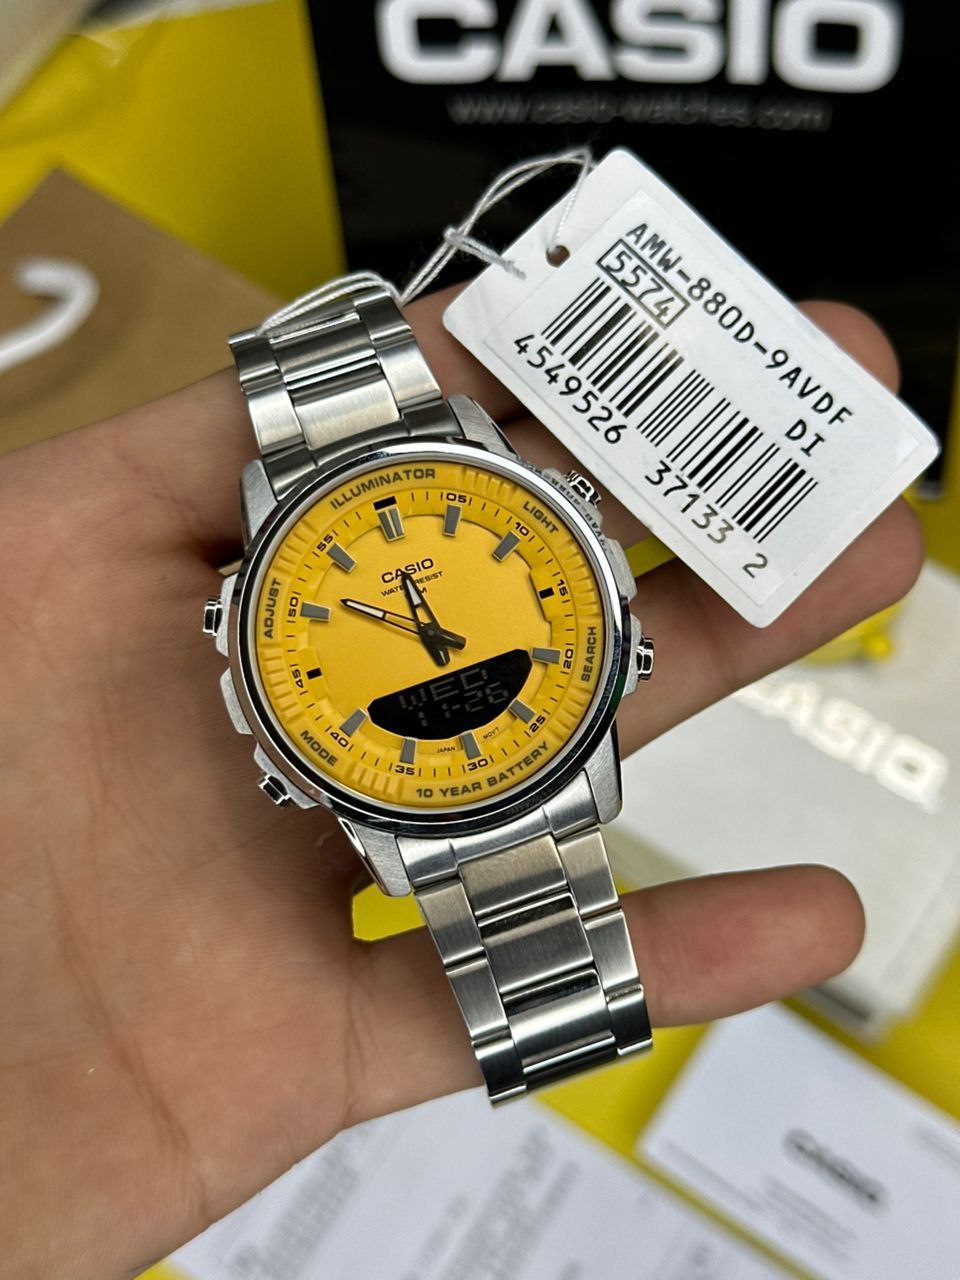 CASIO
www.casio-watches.com
AMW-880D-9AVDF
5574
DI
4549526 37133 2
ILLUMINATOR
LIGHT
ADJUST
SEARCH
MODE
10 YEAR BATTERY
05
10
15
20
25
30
35
40
45
50
55
CASIO
WATER RESIST
WED
11-26
JAPAN MOVT
CASIO